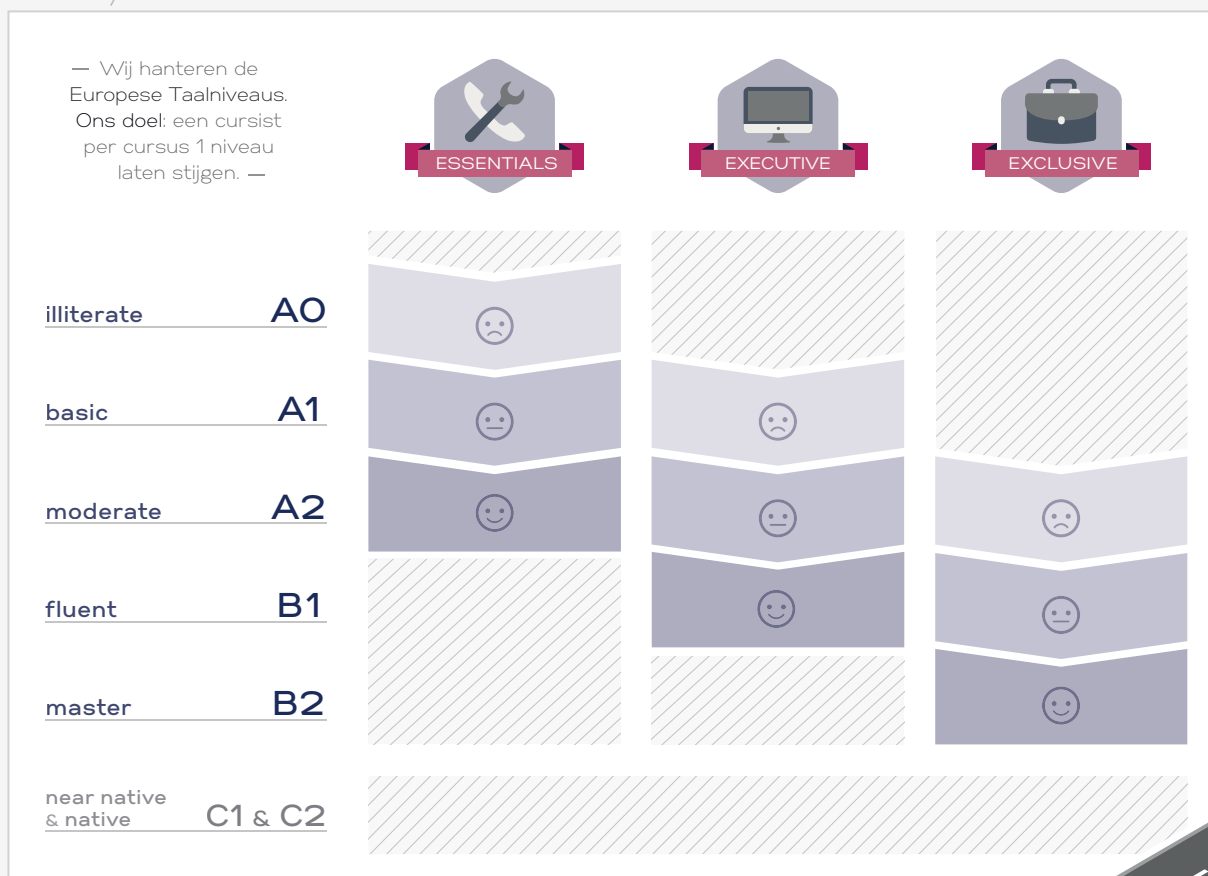 — Wij hanteren de
Europese Taalniveaus.
Ons doel: een cursist
per cursus 1 niveau
laten stijgen. —
ESSENTIALS
EXECUTIVE
EXCLUSIVE
illiterate A0
basic A1
moderate A2
fluent B1
master B2
near native
& native C1 & C2